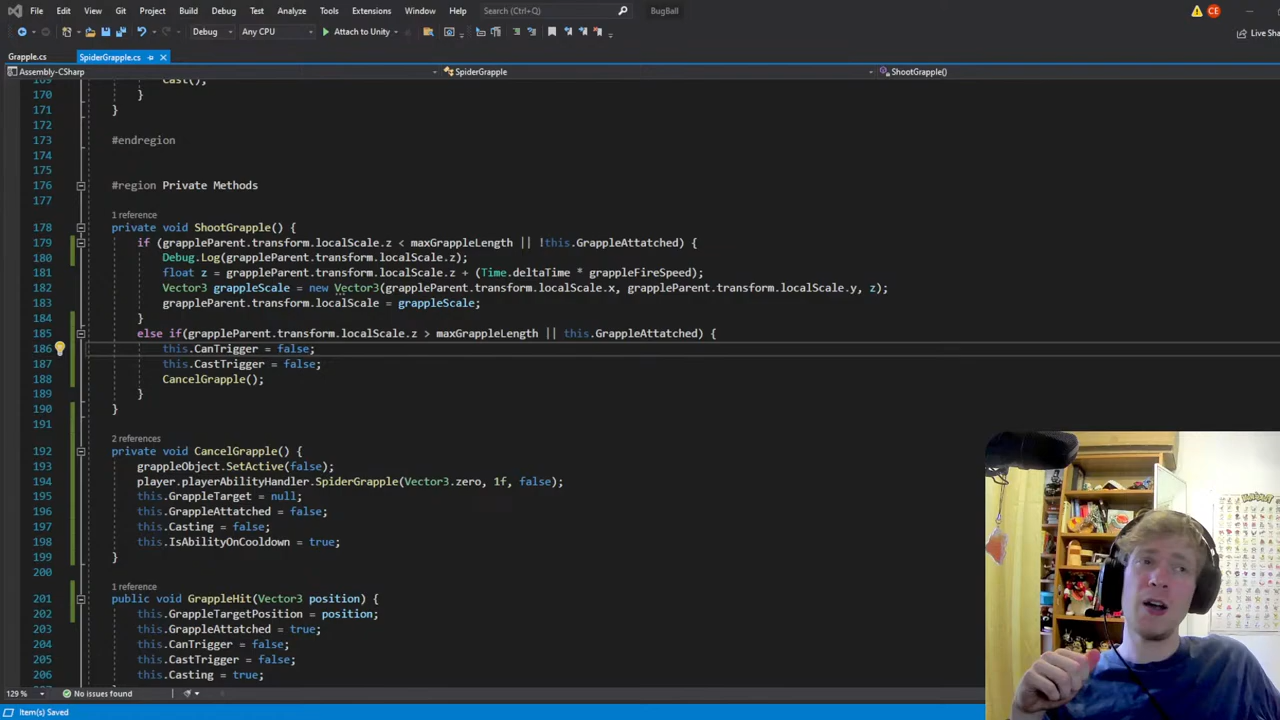 File Edit View Git Project Build Debug Test Analyze Tools Extensions Window Help Search (Ctrl+Q) BugBall CE
Debug Any CPU Attach to Unity Live Sha
Grapple.cs SpiderGrapple.cs
Assembly-CSharp SpiderGrapple ShootGrapple()
169 Cast();
170 }
171 }
172
173 #endregion
174
175
176 #region Private Methods
177
1 reference
178 private void ShootGrapple() {
179 if (grappleParent.transform.localScale.z < maxGrappleLength || !this.GrappleAttatched) {
180 Debug.Log(grappleParent.transform.localScale.z);
181 float z = grappleParent.transform.localScale.z + (Time.deltaTime * grappleFireSpeed);
182 Vector3 grappleScale = new Vector3(grappleParent.transform.localScale.x, grappleParent.transform.localScale.y, z);
183 grappleParent.transform.localScale = grappleScale;
184 }
185 else if(grappleParent.transform.localScale.z > maxGrappleLength || this.GrappleAttatched) {
186 this.CanTrigger = false;
187 this.CastTrigger = false;
188 CancelGrapple();
189 }
190 }
191
2 references
192 private void CancelGrapple() {
193 grappleObject.SetActive(false);
194 player.playerAbilityHandler.SpiderGrapple(Vector3.zero, 1f, false);
195 this.GrappleTarget = null;
196 this.GrappleAttatched = false;
197 this.Casting = false;
198 this.IsAbilityOnCooldown = true;
199 }
200
1 reference
201 public void GrappleHit(Vector3 position) {
202 this.GrappleTargetPosition = position;
203 this.GrappleAttatched = true;
204 this.CanTrigger = false;
205 this.CastTrigger = false;
206 this.Casting = true;
129 % No issues found
Item(s) Saved